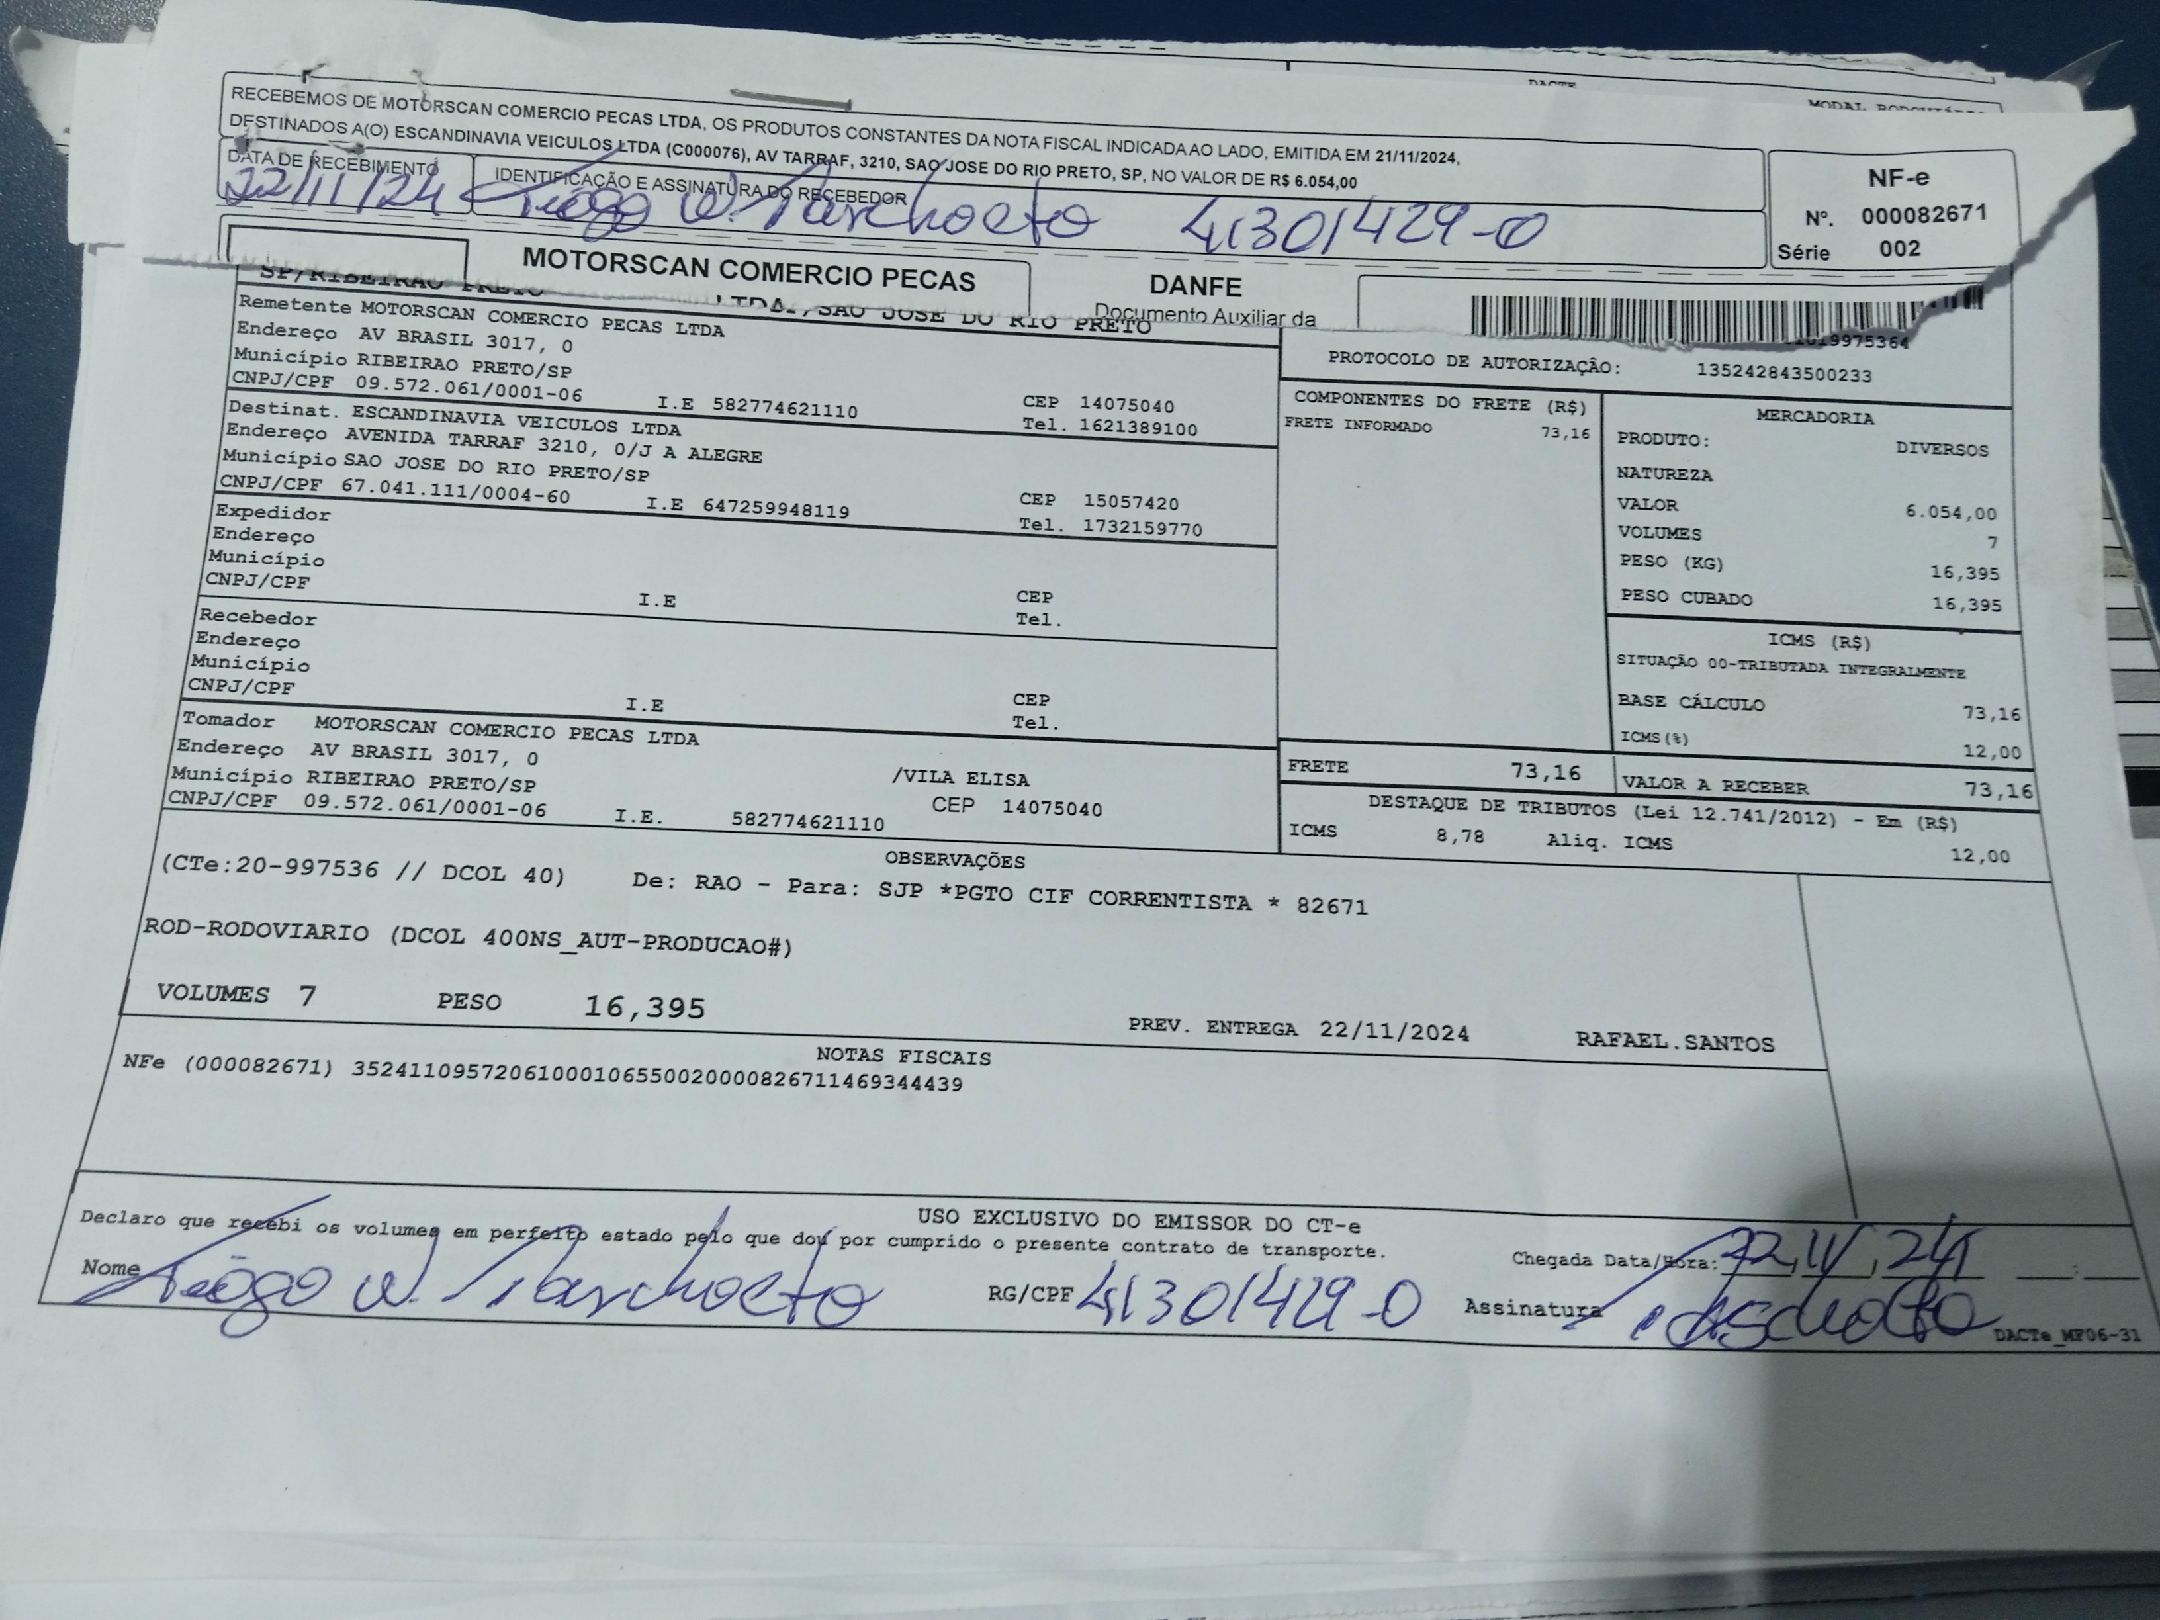 DACTE
MODAL RODOVIÁRIO
RECEBEMOS DE MOTORSCAN COMERCIO PECAS LTDA, OS PRODUTOS CONSTANTES DA NOTA FISCAL INDICADA AO LADO, EMITIDA EM 21/11/2024,
DESTINADOS A(O) ESCANDINAVIA VEICULOS LTDA (C000076), AV TARRAF, 3210, SAO JOSE DO RIO PRETO, SP, NO VALOR DE R$ 6.054,00
DATA DE RECEBIMENTO IDENTIFICAÇÃO E ASSINATURA DO RECEBEDOR
22/11/24 Tiago W. 41301429-0
NF-e
Nº. 000082671
Série 002
MOTORSCAN COMERCIO PECAS
LTDA.
DANFE
Documento Auxiliar da
SP/RIBEIRAO PRETO /SAO JOSE DO RIO PRETO
Remetente MOTORSCAN COMERCIO PECAS LTDA
Endereço AV BRASIL 3017, 0
Município RIBEIRAO PRETO/SP CEP 14075040
CNPJ/CPF 09.572.061/0001-06 I.E 582774621110 Tel. 1621389100
Destinat. ESCANDINAVIA VEICULOS LTDA
Endereço AVENIDA TARRAF 3210, 0/J A ALEGRE
Município SAO JOSE DO RIO PRETO/SP CEP 15057420
CNPJ/CPF 67.041.111/0004-60 I.E 647259948119 Tel. 1732159770
Expedidor
Endereço
Município CEP
CNPJ/CPF I.E Tel.
Recebedor
Endereço
Município CEP
CNPJ/CPF I.E Tel.
Tomador MOTORSCAN COMERCIO PECAS LTDA
Endereço AV BRASIL 3017, 0 /VILA ELISA
Município RIBEIRAO PRETO/SP CEP 14075040
CNPJ/CPF 09.572.061/0001-06 I.E. 582774621110
PROTOCOLO DE AUTORIZAÇÃO: 135242843500233
COMPONENTES DO FRETE (R$)
FRETE INFORMADO 73,16
MERCADORIA
PRODUTO: DIVERSOS
NATUREZA
VALOR 6.054,00
VOLUMES 7
PESO (KG) 16,395
PESO CUBADO 16,395
ICMS (R$)
SITUAÇÃO 00-TRIBUTADA INTEGRALMENTE
BASE CÁLCULO 73,16
ICMS(%) 12,00
FRETE 73,16 VALOR A RECEBER 73,16
DESTAQUE DE TRIBUTOS (Lei 12.741/2012) - Em (R$)
ICMS 8,78 Aliq. ICMS 12,00
OBSERVAÇÕES
(CTe:20-997536 // DCOL 40) De: RAO - Para: SJP *PGTO CIF CORRENTISTA * 82671
ROD-RODOVIARIO (DCOL 400NS_AUT-PRODUCAO#)
VOLUMES 7 PESO 16,395 PREV. ENTREGA 22/11/2024 RAFAEL.SANTOS
NOTAS FISCAIS
NFe (000082671) 35241109572061000106550020000826711469344439
USO EXCLUSIVO DO EMISSOR DO CT-e
Declaro que recebi os volumes em perfeito estado pelo que dou por cumprido o presente contrato de transporte.
Chegada Data/Hora: 22/11/24
Nome Tiago W. RG/CPF 41301429-0 Assinatura
DACTe_MF06-31